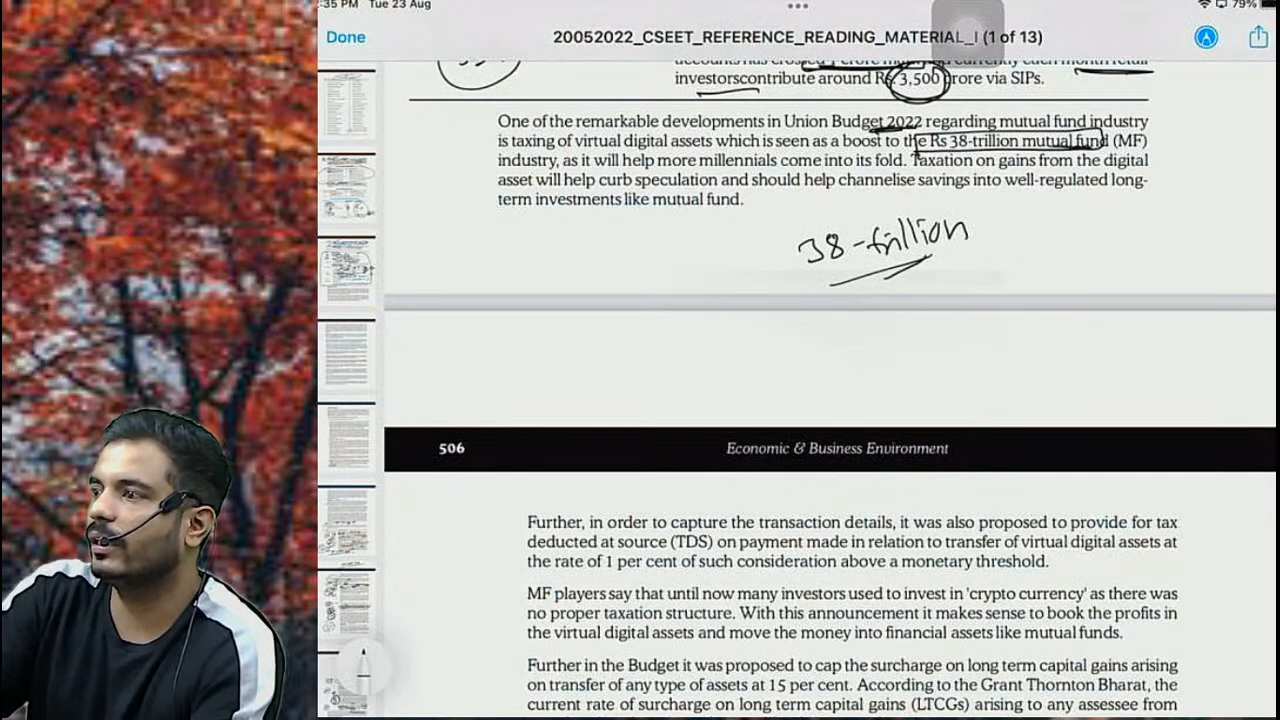 :35 PM Tue 23 Aug
79%
Done
20052022_CSEET_REFERENCE_READING_MATERIAL_I (1 of 13)
investorscontribute around Rs 3,500 crore via SIPs.
One of the remarkable developments in Union Budget 2022 regarding mutual fund industry
is taxing of virtual digital assets which is seen as a boost to the Rs 38-trillion mutual fund (MF)
industry, as it will help more millennials come into its fold. Taxation on gains from the digital
asset will help curb speculation and should help channelise savings into well-regulated long-
term investments like mutual fund.
38-trillion
506
Economic & Business Environment
Further, in order to capture the transaction details, it was also proposed to provide for tax
deducted at source (TDS) on payment made in relation to transfer of virtual digital assets at
the rate of 1 per cent of such consideration above a monetary threshold.
MF players say that until now many investors used to invest in 'crypto currency' as there was
no proper taxation structure. With this announcement it makes sense to book the profits in
the virtual digital assets and move the money into financial assets like mutual funds.
Further in the Budget it was proposed to cap the surcharge on long term capital gains arising
on transfer of any type of assets at 15 per cent. According to the Grant Thornton Bharat, the
current rate of surcharge on long term capital gains (LTCGs) arising to any assessee from